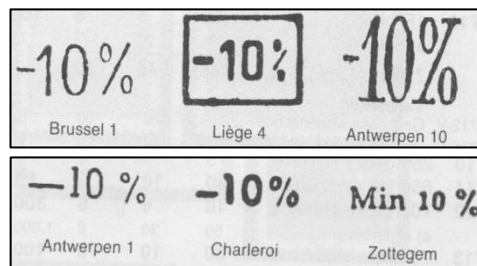 -10% -10% -10%
Brussel 1 Liège 4 Antwerpen 10
-10 % -10% Min 10 %
Antwerpen 1 Charleroi Zottegem